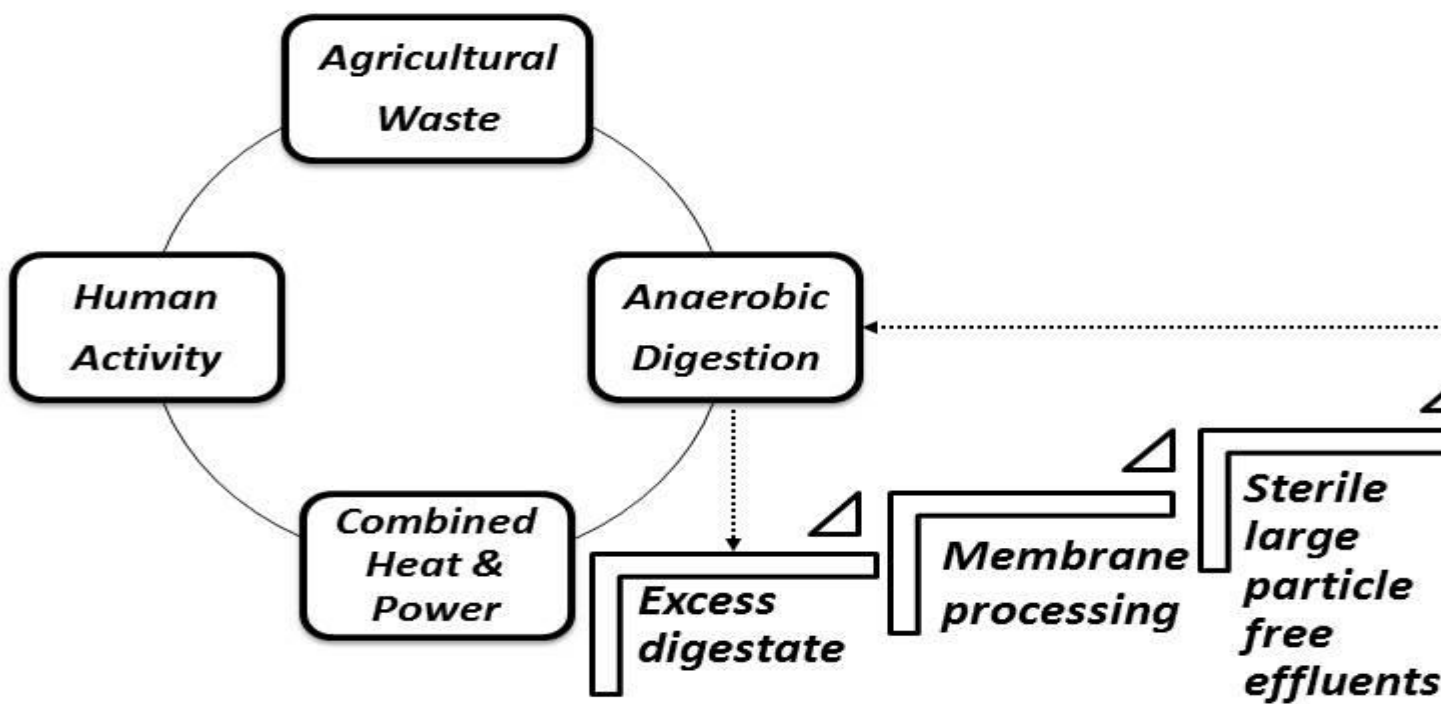 Agricultural
Waste
Human
Activity
Anaerobic
Digestion
Combined
Heat &
Power
Excess
digestate
Membrane
processing
Sterile
large
particle
free
effluents